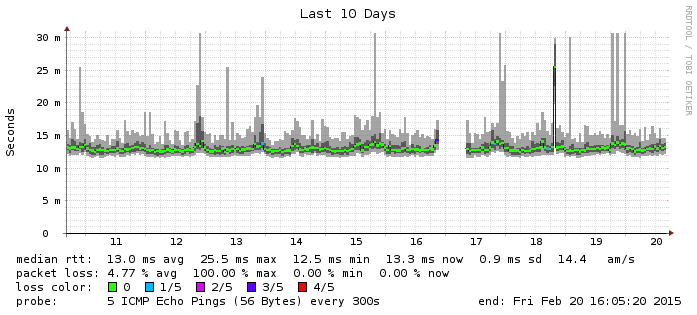 Last 10 Days
RRDTOOL / TOBI OETIKER
Seconds
30 m
25 m
20 m
15 m
10 m
5 m
0
11 12 13 14 15 16 17 18 19 20
median rtt: 13.0 ms avg 25.5 ms max 12.5 ms min 13.3 ms now 0.9 ms sd 14.4 am/s
packet loss: 4.77 % avg 100.00 % max 0.00 % min 0.00 % now
loss color: 0 1/5 2/5 3/5 4/5
probe: 5 ICMP Echo Pings (56 Bytes) every 300s end: Fri Feb 20 16:05:20 2015